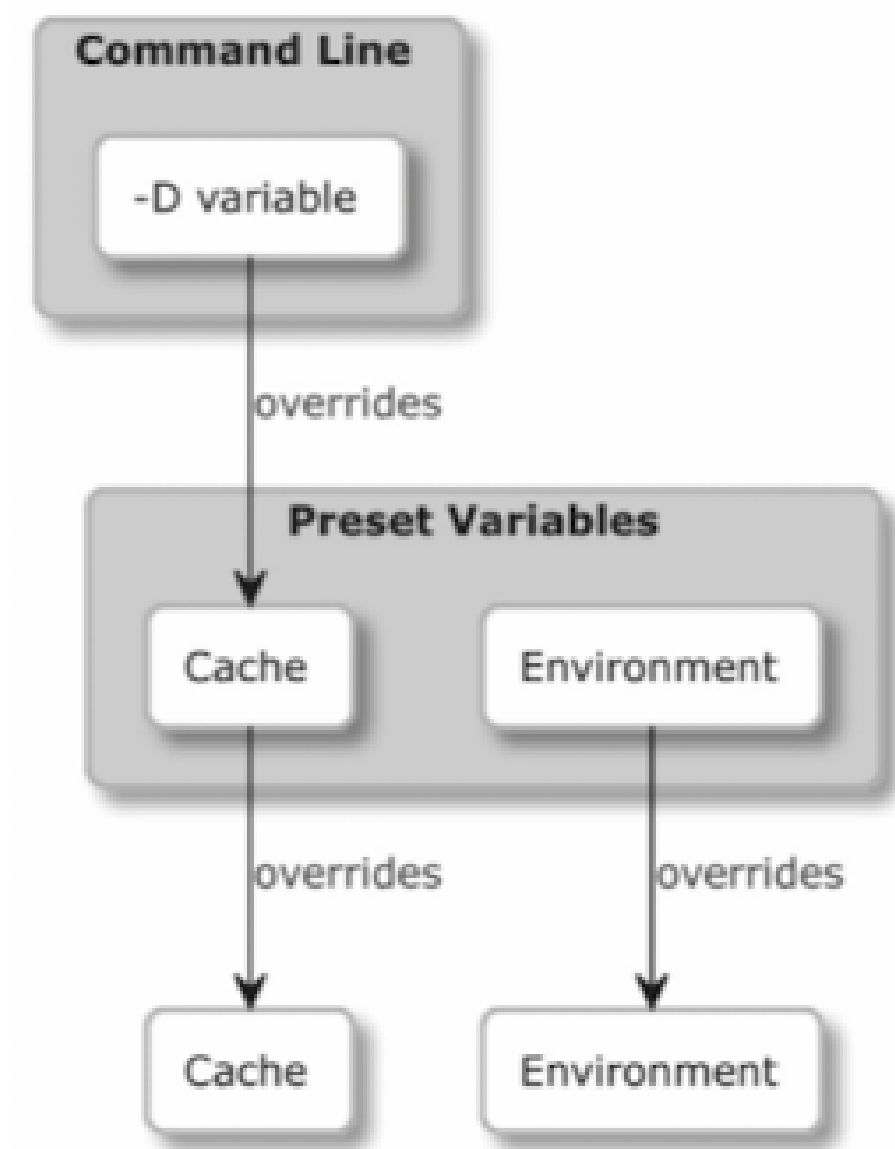 Command Line
-D variable
overrides
Preset Variables
Cache
Environment
overrides
overrides
Cache
Environment